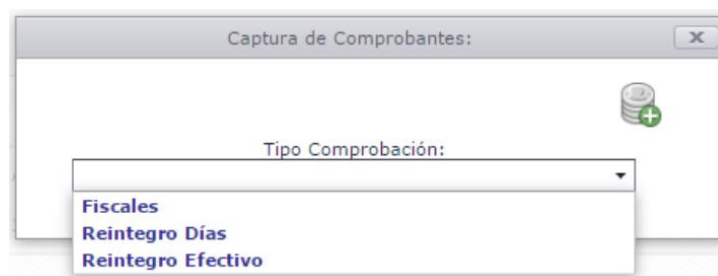 Captura de Comprobantes:
Tipo Comprobación:
Fiscales
Reintegro Días
Reintegro Efectivo